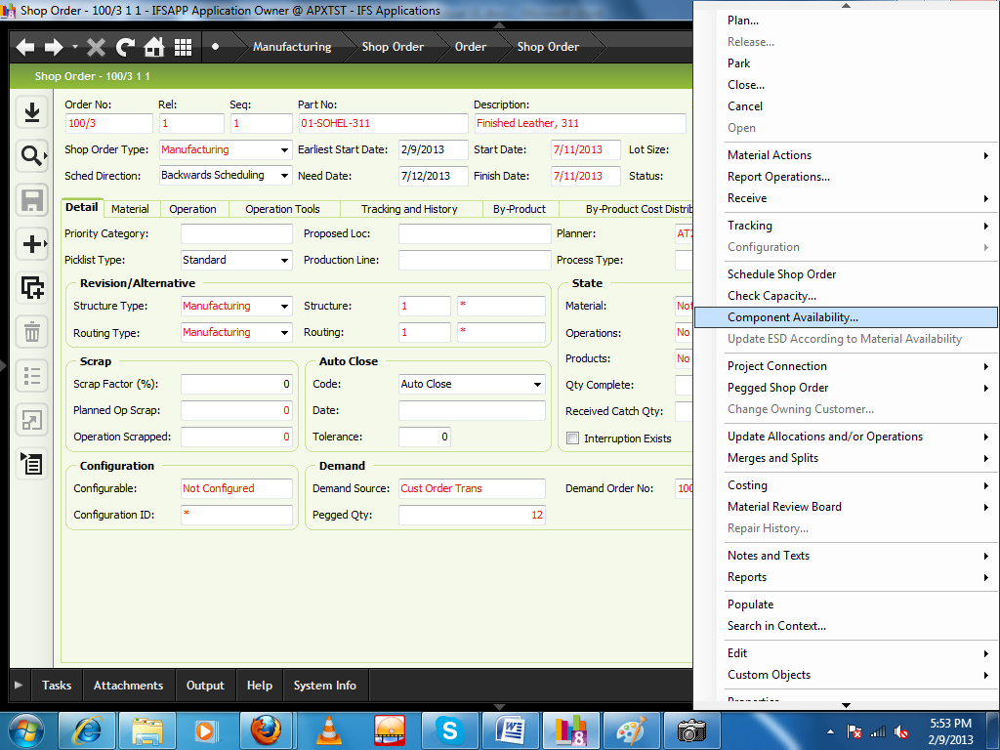 Shop Order - 100/3 1 1 - IFSAPP Application Owner @ APXTST - IFS Applications
Manufacturing Shop Order Order Shop Order
Shop Order - 100/3 1 1
Order No: Rel: Seq: Part No: Description:
100/3 1 1 01-SOHEL-311 Finished Leather, 311
Shop Order Type: Manufacturing Earliest Start Date: 2/9/2013 Start Date: 7/11/2013 Lot Size:
Sched Direction: Backwards Scheduling Need Date: 7/12/2013 Finish Date: 7/11/2013 Status:
Detail Material Operation Operation Tools Tracking and History By-Product By-Product Cost Distrib
Priority Category: Proposed Loc: Planner: AT2
Picklist Type: Standard Production Line: Process Type:
Revision/Alternative State
Structure Type: Manufacturing Structure: 1 * Material: Not
Routing Type: Manufacturing Routing: 1 * Operations: No
Products: No
Scrap Auto Close
Scrap Factor (%): 0 Code: Auto Close Qty Complete:
Planned Op Scrap: 0 Date: Received Catch Qty:
Operation Scrapped: 0 Tolerance: 0 Interruption Exists
Configuration Demand
Configurable: Not Configured Demand Source: Cust Order Trans Demand Order No: 100
Configuration ID: * Pegged Qty: 12
Tasks Attachments Output Help System Info
Plan...
Release...
Park
Close...
Cancel
Open
Material Actions
Report Operations...
Receive
Tracking
Configuration
Schedule Shop Order
Check Capacity...
Component Availability...
Update ESD According to Material Availability
Project Connection
Pegged Shop Order
Change Owning Customer...
Update Allocations and/or Operations
Merges and Splits
Costing
Material Review Board
Repair History...
Notes and Texts
Reports
Populate
Search in Context...
Edit
Custom Objects
Properties
8
5:53 PM
2/9/2013